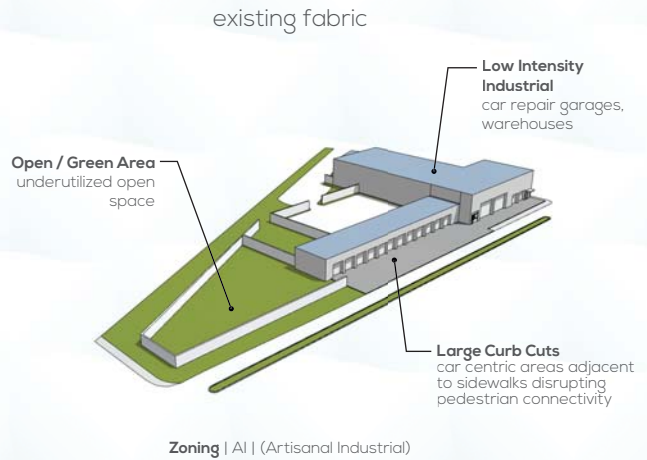 existing fabric
Low Intensity
Industrial
car repair garages,
warehouses
Open / Green Area
underutilized open
space
Large Curb Cuts
car centric areas adjacent
to sidewalks disrupting
pedestrian connectivity
Zoning | AI | (Artisanal Industrial)